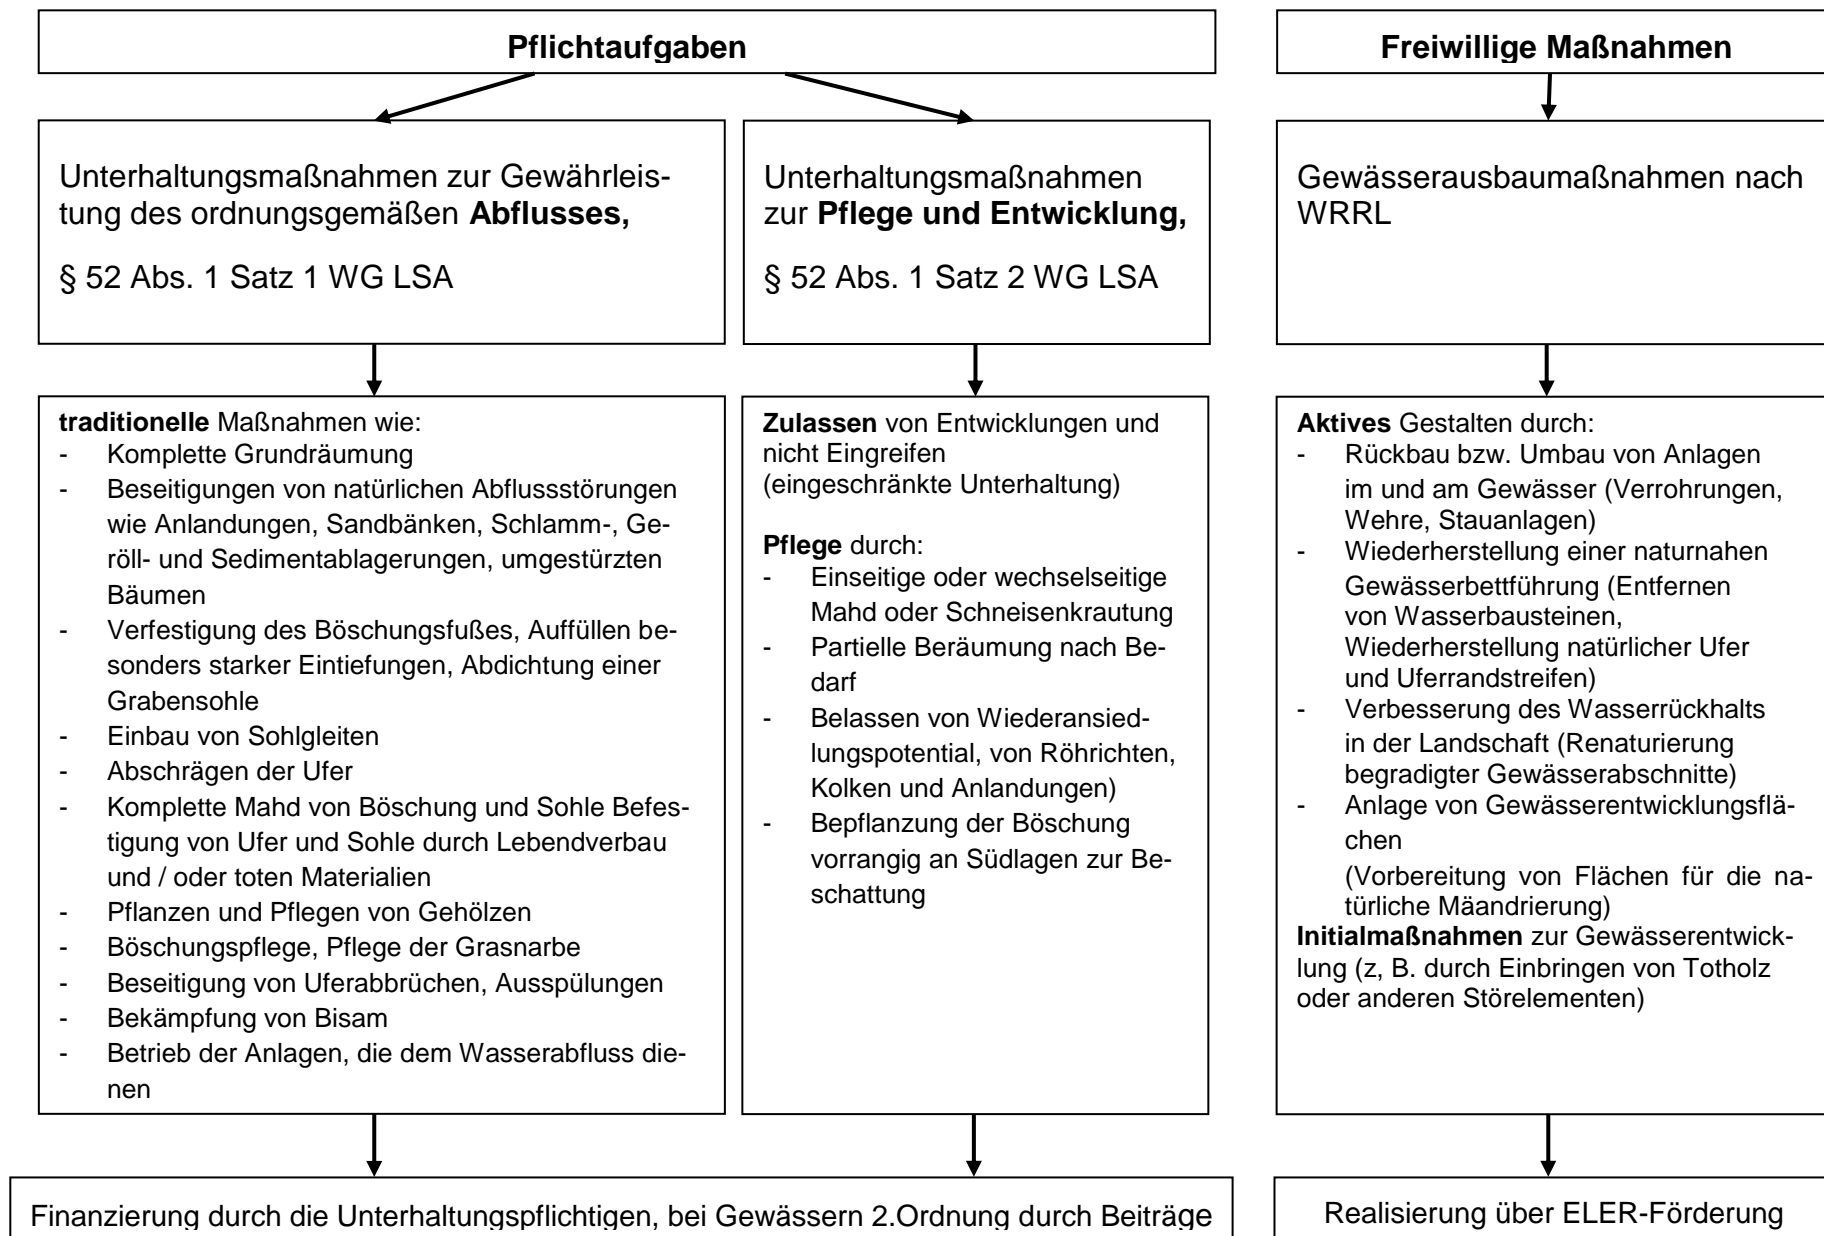 Pflichtaufgaben
Freiwillige Maßnahmen
Unterhaltungsmaßnahmen zur Gewährleis-
tung des ordnungsgemäßen Abflusses,
§ 52 Abs. 1 Satz 1 WG LSA
Unterhaltungsmaßnahmen
zur Pflege und Entwicklung,
§ 52 Abs. 1 Satz 2 WG LSA
Gewässerausbaumaßnahmen nach
WRRL
traditionelle Maßnahmen wie:
- Komplette Grundräumung
- Beseitigungen von natürlichen Abflussstörungen
wie Anlandungen, Sandbänken, Schlamm-, Ge-
röll- und Sedimentablagerungen, umgestürzten
Bäumen
- Verfestigung des Böschungsfußes, Auffüllen be-
sonders starker Eintiefungen, Abdichtung einer
Grabensohle
- Einbau von Sohlgleiten
- Abschrägen der Ufer
- Komplette Mahd von Böschung und Sohle Befes-
tigung von Ufer und Sohle durch Lebendverbau
und / oder toten Materialien
- Pflanzen und Pflegen von Gehölzen
- Böschungspflege, Pflege der Grasnarbe
- Beseitigung von Uferabbrüchen, Ausspülungen
- Bekämpfung von Bisam
- Betrieb der Anlagen, die dem Wasserabfluss die-
nen
Zulassen von Entwicklungen und
nicht Eingreifen
(eingeschränkte Unterhaltung)
Pflege durch:
- Einseitige oder wechselseitige
Mahd oder Schneisenkrautung
- Partielle Beräumung nach Be-
darf
- Belassen von Wiederansied-
lungspotential, von Röhrichten,
Kolken und Anlandungen)
- Bepflanzung der Böschung
vorrangig an Südlagen zur Be-
schattung
Aktives Gestalten durch:
- Rückbau bzw. Umbau von Anlagen
im und am Gewässer (Verrohrungen,
Wehre, Stauanlagen)
- Wiederherstellung einer naturnahen
Gewässerbettführung (Entfernen
von Wasserbausteinen,
Wiederherstellung natürlicher Ufer
und Uferrandstreifen)
- Verbesserung des Wasserrückhalts
in der Landschaft (Renaturierung
begradigter Gewässerabschnitte)
- Anlage von Gewässerentwicklungsflä-
chen
(Vorbereitung von Flächen für die na-
türliche Mäandrierung)
Initialmaßnahmen zur Gewässerentwick-
lung (z, B. durch Einbringen von Totholz
oder anderen Störelementen)
Finanzierung durch die Unterhaltungspflichtigen, bei Gewässern 2.Ordnung durch Beiträge
Realisierung über ELER-Förderung